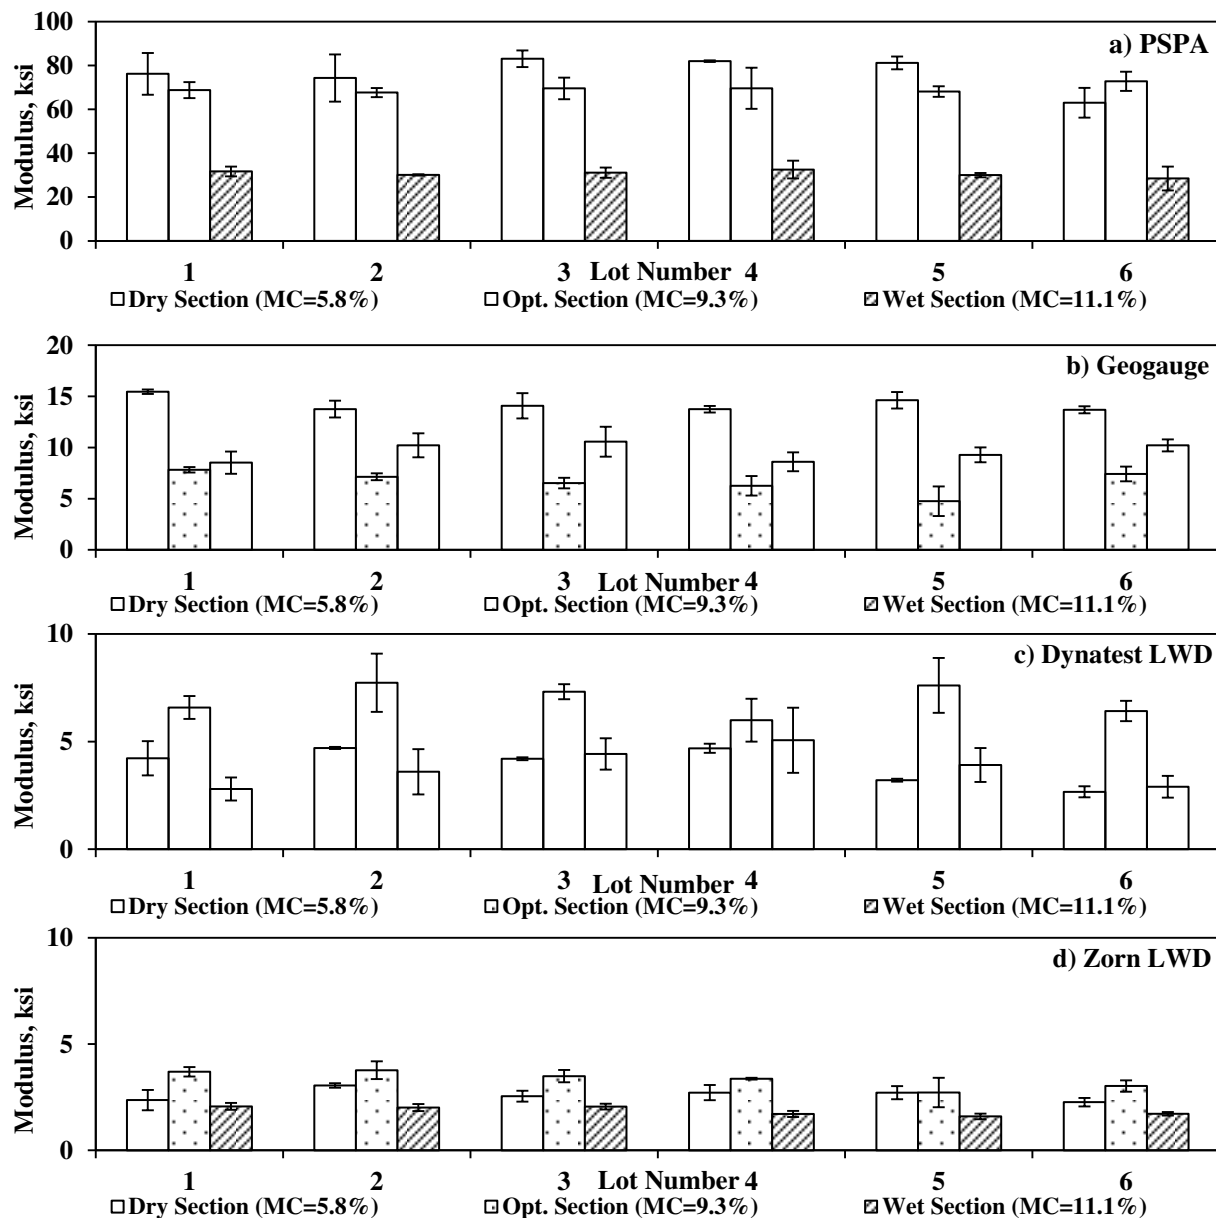 a) PSPA
Modulus, ksi
100
80
60
40
20
0
1 2 3 Lot Number 4 5 6
Dry Section (MC=5.8%) Opt. Section (MC=9.3%) Wet Section (MC=11.1%)
b) Geogauge
Modulus, ksi
20
15
10
5
0
1 2 3 Lot Number 4 5 6
Dry Section (MC=5.8%) Opt. Section (MC=9.3%) Wet Section (MC=11.1%)
c) Dynatest LWD
Modulus, ksi
10
5
0
1 2 3 Lot Number 4 5 6
Dry Section (MC=5.8%) Opt. Section (MC=9.3%) Wet Section (MC=11.1%)
d) Zorn LWD
Modulus, ksi
10
5
0
1 2 3 Lot Number 4 5 6
Dry Section (MC=5.8%) Opt. Section (MC=9.3%) Wet Section (MC=11.1%)